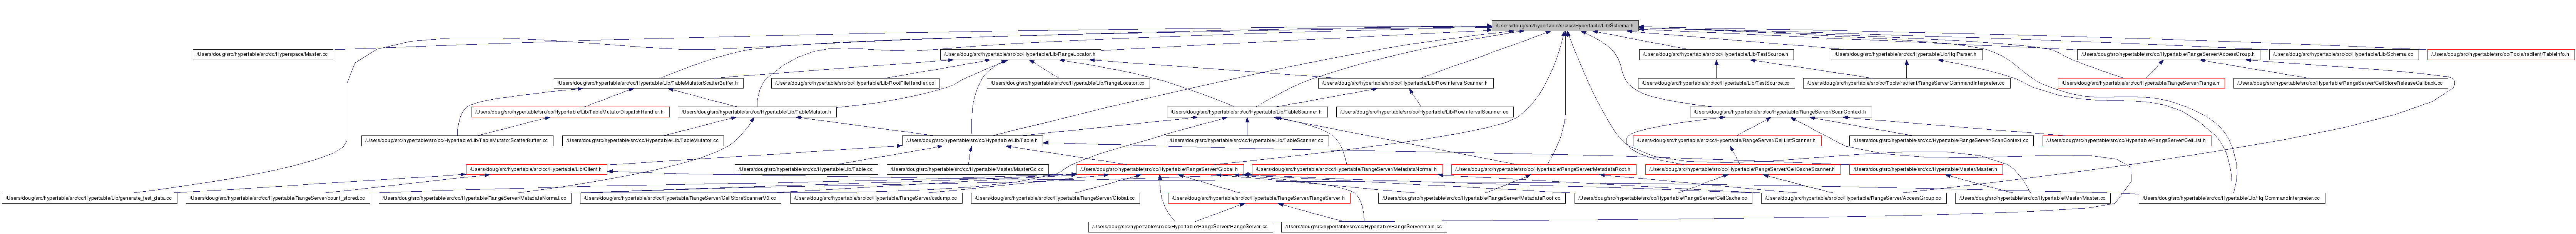 /Users/doug/src/hypertable/src/cc/Hypertable/Lib/Schema.h
/Users/doug/src/hypertable/src/cc/Hyperspace/Master.cc
/Users/doug/src/hypertable/src/cc/Hypertable/Lib/RangeLocator.h
/Users/doug/src/hypertable/src/cc/Hypertable/Lib/TestSource.h
/Users/doug/src/hypertable/src/cc/Hypertable/Lib/HqlParser.h
/Users/doug/src/hypertable/src/cc/Hypertable/RangeServer/AccessGroup.h
/Users/doug/src/hypertable/src/cc/Hypertable/Lib/Schema.cc
/Users/doug/src/hypertable/src/cc/Tools/rsclient/TableInfo.h
/Users/doug/src/hypertable/src/cc/Hypertable/Lib/TableMutatorScatterBuffer.h
/Users/doug/src/hypertable/src/cc/Hypertable/Lib/RootFileHandler.cc
/Users/doug/src/hypertable/src/cc/Hypertable/Lib/RangeLocator.cc
/Users/doug/src/hypertable/src/cc/Hypertable/Lib/RowIntervalScanner.h
/Users/doug/src/hypertable/src/cc/Hypertable/Lib/TestSource.cc
/Users/doug/src/hypertable/src/cc/Tools/rsclient/RangeServerCommandInterpreter.cc
/Users/doug/src/hypertable/src/cc/Hypertable/RangeServer/Range.h
/Users/doug/src/hypertable/src/cc/Hypertable/RangeServer/CellStoreReleaseCallback.cc
/Users/doug/src/hypertable/src/cc/Hypertable/Lib/TableMutatorDispatchHandler.h
/Users/doug/src/hypertable/src/cc/Hypertable/Lib/TableMutator.h
/Users/doug/src/hypertable/src/cc/Hypertable/Lib/TableScanner.h
/Users/doug/src/hypertable/src/cc/Hypertable/Lib/RowIntervalScanner.cc
/Users/doug/src/hypertable/src/cc/Hypertable/RangeServer/ScanContext.h
/Users/doug/src/hypertable/src/cc/Hypertable/Lib/TableMutatorScatterBuffer.cc
/Users/doug/src/hypertable/src/cc/Hypertable/Lib/TableMutator.cc
/Users/doug/src/hypertable/src/cc/Hypertable/Lib/Table.h
/Users/doug/src/hypertable/src/cc/Hypertable/Lib/TableScanner.cc
/Users/doug/src/hypertable/src/cc/Hypertable/RangeServer/CellListScanner.h
/Users/doug/src/hypertable/src/cc/Hypertable/RangeServer/ScanContext.cc
/Users/doug/src/hypertable/src/cc/Hypertable/RangeServer/CellList.h
/Users/doug/src/hypertable/src/cc/Hypertable/Lib/Client.h
/Users/doug/src/hypertable/src/cc/Hypertable/Lib/Table.cc
/Users/doug/src/hypertable/src/cc/Hypertable/Master/MasterGc.cc
/Users/doug/src/hypertable/src/cc/Hypertable/RangeServer/Global.h
/Users/doug/src/hypertable/src/cc/Hypertable/RangeServer/MetadataNormal.h
/Users/doug/src/hypertable/src/cc/Hypertable/RangeServer/MetadataRoot.h
/Users/doug/src/hypertable/src/cc/Hypertable/RangeServer/CellCacheScanner.h
/Users/doug/src/hypertable/src/cc/Hypertable/Master/Master.h
/Users/doug/src/hypertable/src/cc/Hypertable/Lib/generate_test_data.cc
/Users/doug/src/hypertable/src/cc/Hypertable/RangeServer/count_stored.cc
/Users/doug/src/hypertable/src/cc/Hypertable/RangeServer/MetadataNormal.cc
/Users/doug/src/hypertable/src/cc/Hypertable/RangeServer/CellStoreScannerV0.cc
/Users/doug/src/hypertable/src/cc/Hypertable/RangeServer/csdump.cc
/Users/doug/src/hypertable/src/cc/Hypertable/RangeServer/Global.cc
/Users/doug/src/hypertable/src/cc/Hypertable/RangeServer/RangeServer.h
/Users/doug/src/hypertable/src/cc/Hypertable/RangeServer/MetadataRoot.cc
/Users/doug/src/hypertable/src/cc/Hypertable/RangeServer/CellCache.cc
/Users/doug/src/hypertable/src/cc/Hypertable/RangeServer/AccessGroup.cc
/Users/doug/src/hypertable/src/cc/Hypertable/Master/Master.cc
/Users/doug/src/hypertable/src/cc/Hypertable/Lib/HqlCommandInterpreter.cc
/Users/doug/src/hypertable/src/cc/Hypertable/RangeServer/RangeServer.cc
/Users/doug/src/hypertable/src/cc/Hypertable/RangeServer/main.cc